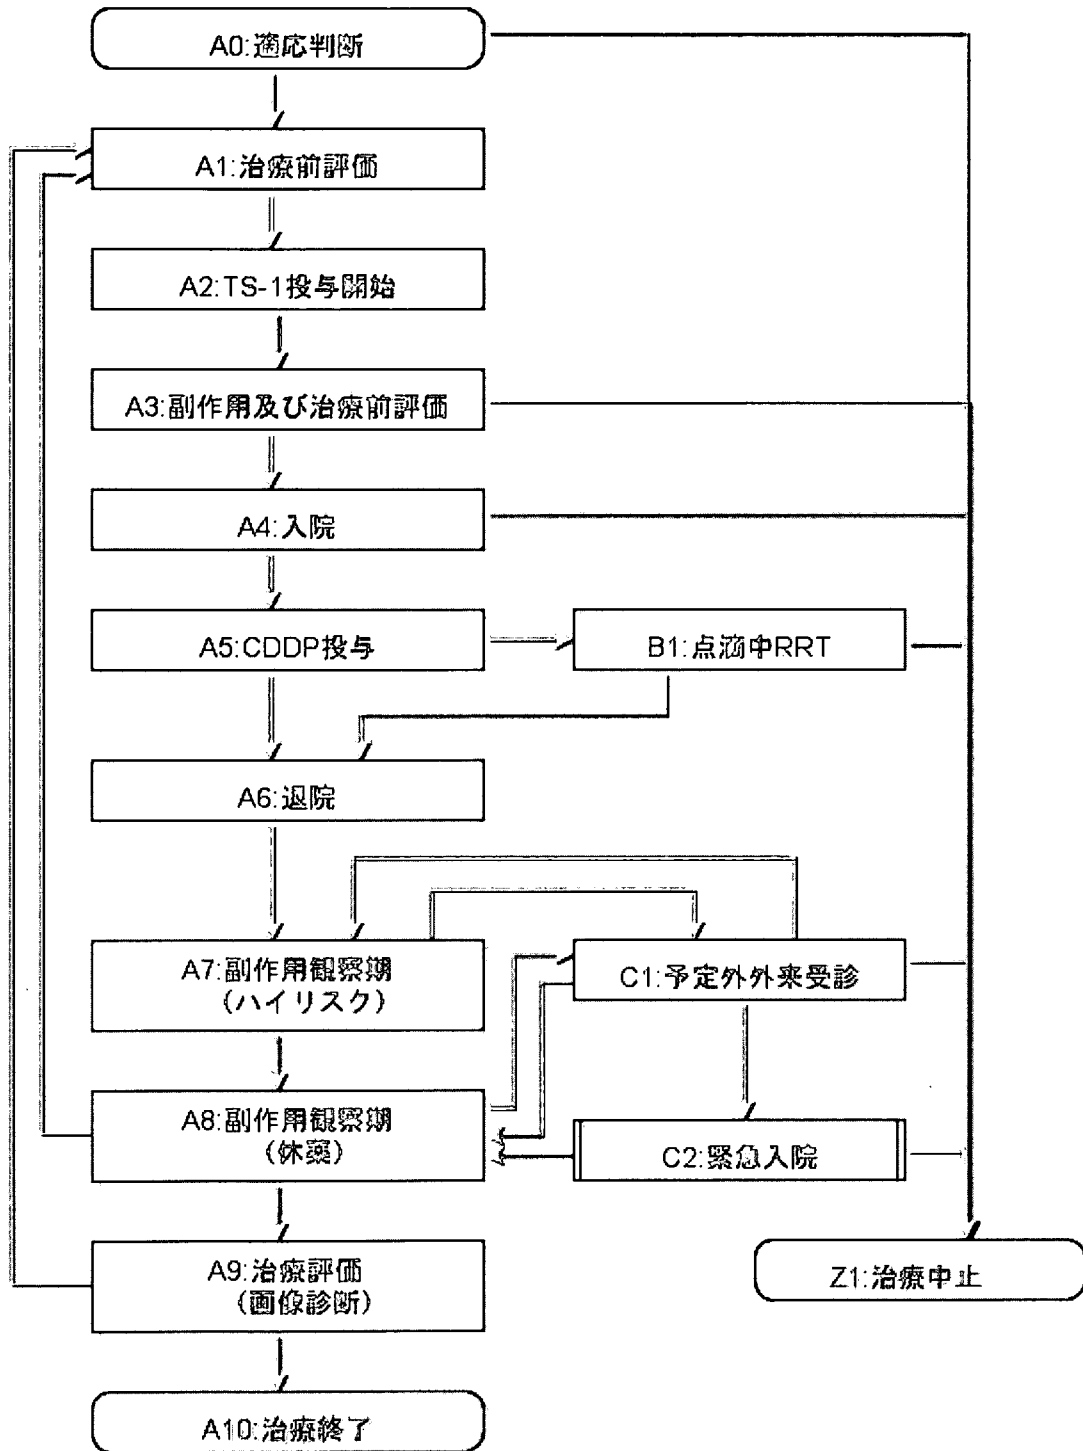 A0:適応判断
A1:治療前評価
A2:TS-1投与開始
A3:副作用及び治療前評価
A4:入院
A5:CDDP投与
B1:点滴中RRT
A6:退院
A7:副作用観察期
(ハイリスク)
C1:予定外外来受診
A8:副作用観察期
(休薬)
C2:緊急入院
A9:治療評価
(画像診断)
Z1:治療中止
A10:治療終了